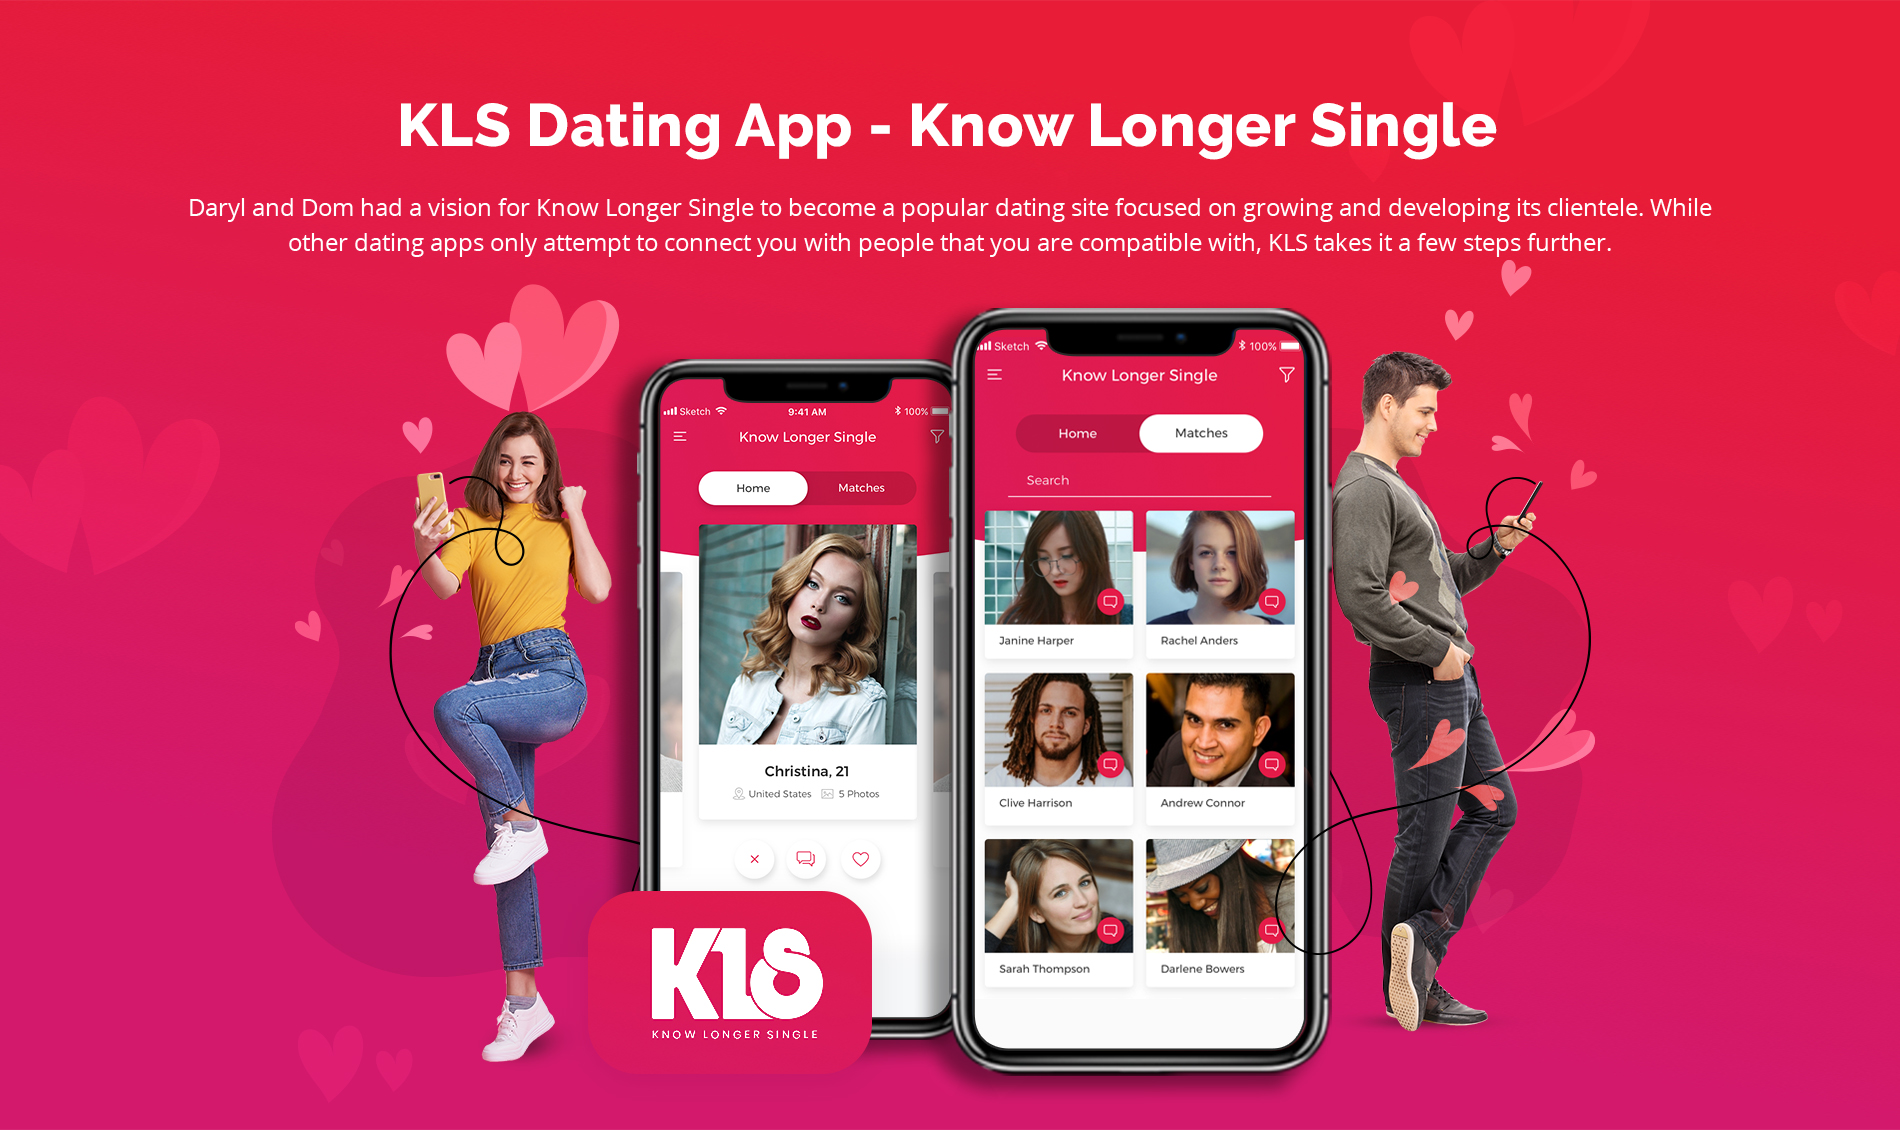 KLS Dating App - Know Longer Single
Daryl and Dom had a vision for Know Longer Single to become a popular dating site focused on growing and developing its clientele. While
other dating apps only attempt to connect you with people that you are compatible with, KLS takes it a few steps further.
Sketch 9:41 AM 100%
Know Longer Single
Home Matches
Christina, 21
United States 5 Photos
KLS
KNOW LONGER SINGLE
Sketch 100%
Know Longer Single
Home Matches
Search
Janine Harper Rachel Anders
Clive Harrison Andrew Connor
Sarah Thompson Darlene Bowers